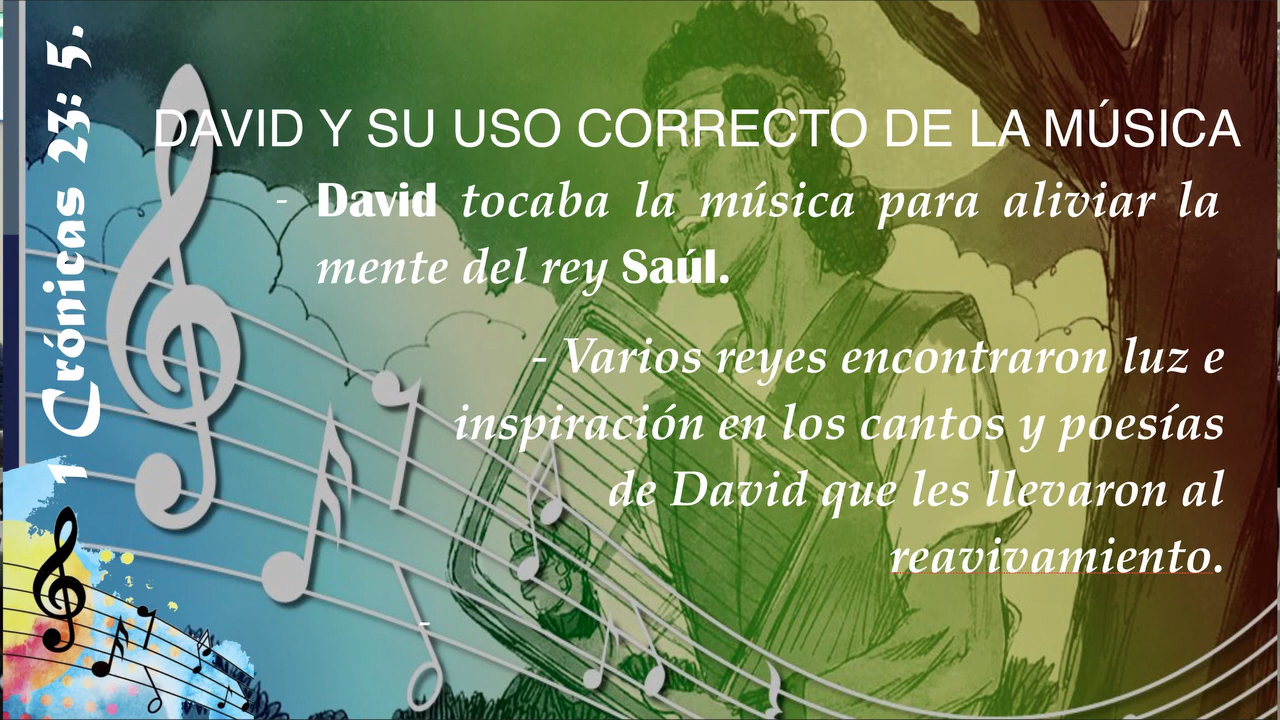 1 Crónicas 23: 5.
DAVID Y SU USO CORRECTO DE LA MÚSICA
- David tocaba la música para aliviar la
mente del rey Saúl.
- Varios reyes encontraron luz e
inspiración en los cantos y poesías
de David que les llevaron al
reavivamiento.
-